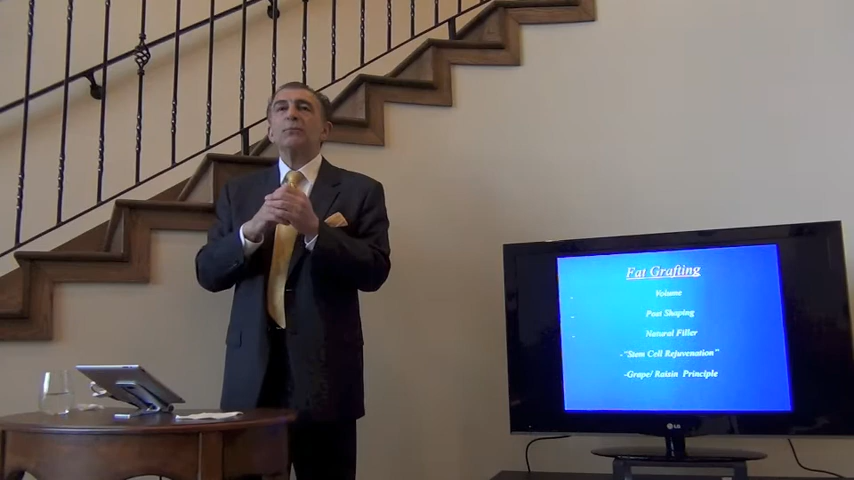 Fat Grafting
Volume
Post Shaping
Natural Filler
-"Stem Cell Rejuvenation"
-Grape/ Raisin Principle
LG